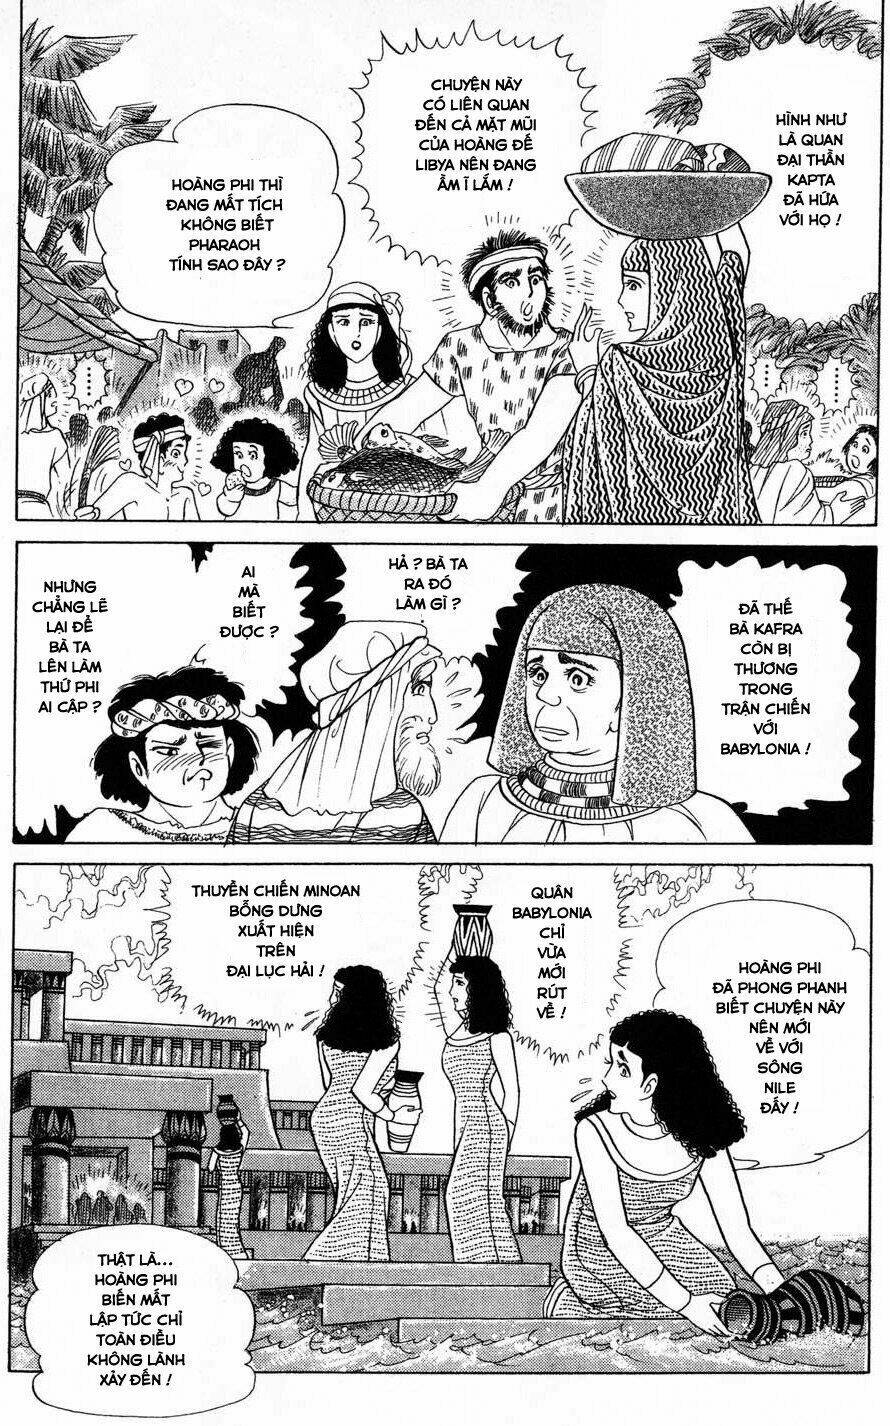 HÌNH NHƯ
LÀ QUAN
ĐẠI THẦN
KAPTA
ĐÃ HỨA
VỚI HỌ !
CHUYỆN NÀY
CÓ LIÊN QUAN
ĐẾN CẢ MẶT MŨI
CỦA HOÀNG ĐẾ
LIBYA NÊN ĐANG
ẦM Ĩ LẮM !
HOÀNG PHI THÌ
ĐANG MẤT TÍCH
KHÔNG BIẾT
PHARAOH
TÍNH SAO ĐÂY ?
ĐÃ THẾ
BÀ KAFRA
CÒN BỊ
THƯƠNG
TRONG
TRẬN CHIẾN
VỚI
BABYLONIA !
HẢ ? BÀ TA
RA ĐÓ
LÀM GÌ ?
AI
MÀ
BIẾT
ĐƯỢC ?
NHƯNG
CHẲNG LẼ
LẠI ĐỂ
BÀ TA
LÊN LÀM
THỨ PHI
AI CẬP ?
HOÀNG PHI
ĐÃ PHONG PHANH
BIẾT CHUYỆN NÀY
NÊN MỚI
VỀ VỚI
SÔNG
NILE
ĐẤY !
QUÂN
BABYLONIA
CHỈ
VỪA
MỚI
RÚT
VỀ !
THUYỀN CHIẾN MINOAN
BỖNG DƯNG
XUẤT HIỆN
TRÊN
ĐẠI LỤC HẢI !
THẬT LÀ...
HOÀNG PHI
BIẾN MẤT
LẬP TỨC CHỈ
TOÀN ĐIỀU
KHÔNG LÀNH
XẢY ĐẾN !